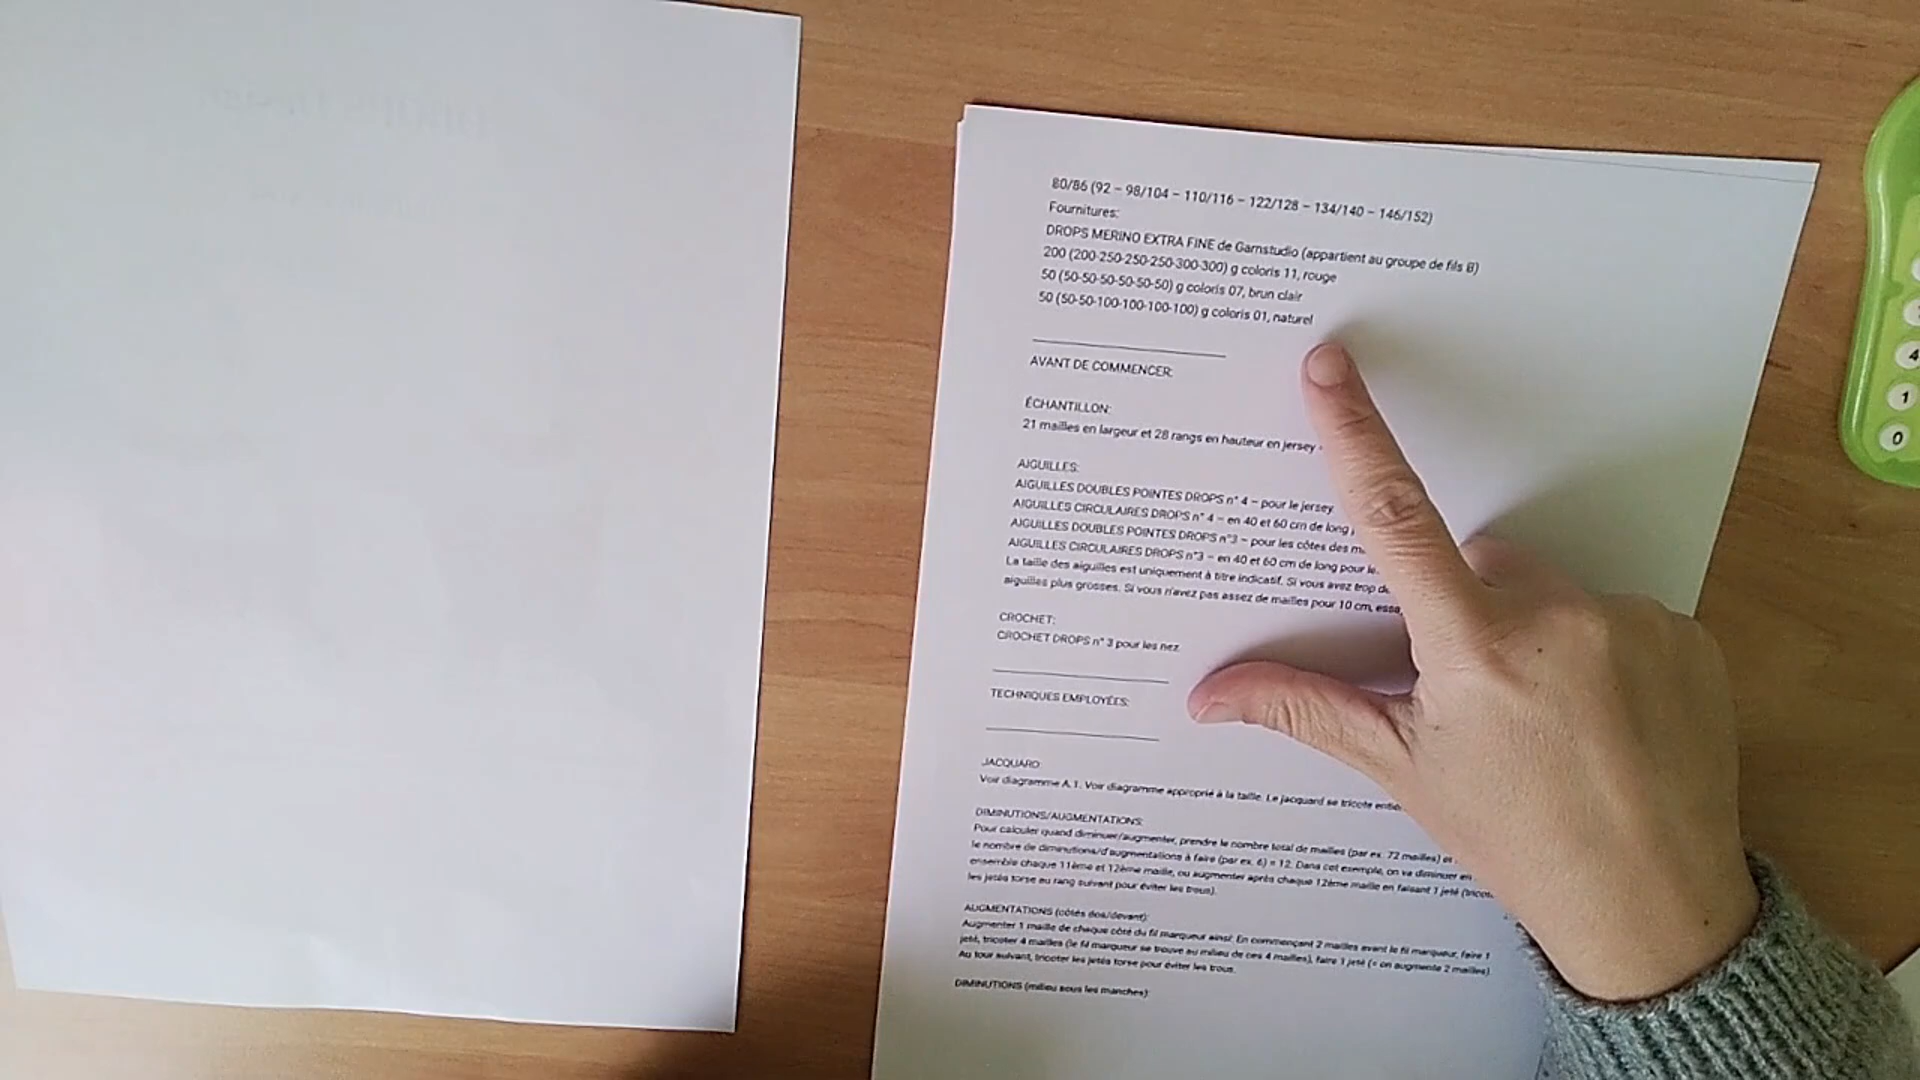 80/86 (92 – 98/104 – 110/116 – 122/128 – 134/140 – 146/152)
Fournitures:
DROPS MERINO EXTRA FINE de Garnstudio (appartient au groupe de fils B)
200 (200-250-250-250-300-300) g coloris 11, rouge
50 (50-50-50-50-50-50) g coloris 07, brun clair
50 (50-50-100-100-100-100) g coloris 01, naturel
AVANT DE COMMENCER:
ÉCHANTILLON:
21 mailles en largeur et 28 rangs en hauteur en jersey
AIGUILLES:
AIGUILLES DOUBLES POINTES DROPS n° 4 – pour le jersey
AIGUILLES CIRCULAIRES DROPS n° 4 – en 40 et 60 cm de long
AIGUILLES DOUBLES POINTES DROPS n°3 – pour les côtes des
AIGUILLES CIRCULAIRES DROPS n°3 – en 40 et 60 cm de long pour
La taille des aiguilles est uniquement à titre indicatif. Si vous avez trop
aiguilles plus grosses. Si vous n'avez pas assez de mailles pour 10 cm,
CROCHET:
CROCHET DROPS n° 3 pour les nez
TECHNIQUES EMPLOYÉES:
JACQUARD:
Voir diagramme A.1. Voir diagramme approprié à la taille. Le jacquard se tricote
DIMINUTIONS/AUGMENTATIONS:
Pour calculer quand diminuer/augmenter, prendre le nombre total de mailles (par ex. 72 mailles) et
le nombre de diminutions/d'augmentations à faire (par ex. 6) = 12. Dans cet exemple, on va diminuer en
ensemble chaque 11ème et 12ème maille, ou augmenter après chaque 12ème maille en faisant 1 jeté
les jetés torse au rang suivant pour éviter les trous).
AUGMENTATIONS (côtés dos/devant):
Augmenter 1 maille de chaque côté du fil marqueur ainsi: En commençant 2 mailles avant le fil marqueur, faire 1
jeté, tricoter 4 mailles (le fil marqueur se trouve au milieu de ces 4 mailles), faire 1 jeté (= on augmente 2 mailles).
Au tour suivant, tricoter les jetés torse pour éviter les trous.
DIMINUTIONS (milieu sous les manches):
4
1
0